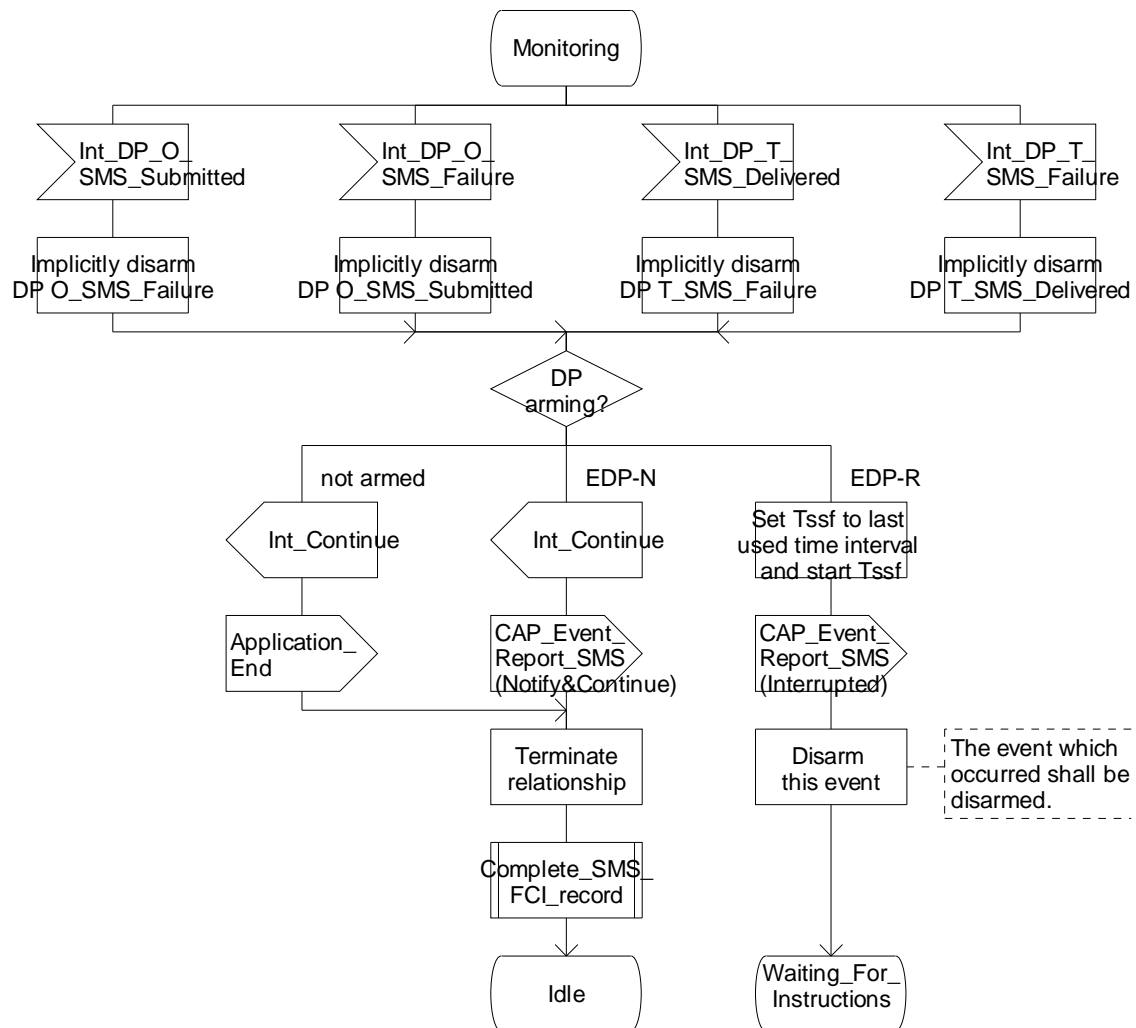 Monitoring
Int_DP_O_
SMS_Submitted
Int_DP_O_
SMS_Failure
Int_DP_T_
SMS_Delivered
Int_DP_T_
SMS_Failure
Implicitly disarm
DP O_SMS_Failure
Implicitly disarm
DP O_SMS_Submitted
Implicitly disarm
DP T_SMS_Failure
Implicitly disarm
DP T_SMS_Delivered
DP
arming?
not armed
EDP-N
EDP-R
Int_Continue
Int_Continue
Set Tssf to last
used time interval
and start Tssf
Application_
End
CAP_Event_
Report_SMS
(Notify&Continue)
CAP_Event_
Report_SMS
(Interrupted)
Terminate
relationship
Disarm
this event
The event which
occurred shall be
disarmed.
Complete_SMS_
FCI_record
Idle
Waiting_For_
Instructions